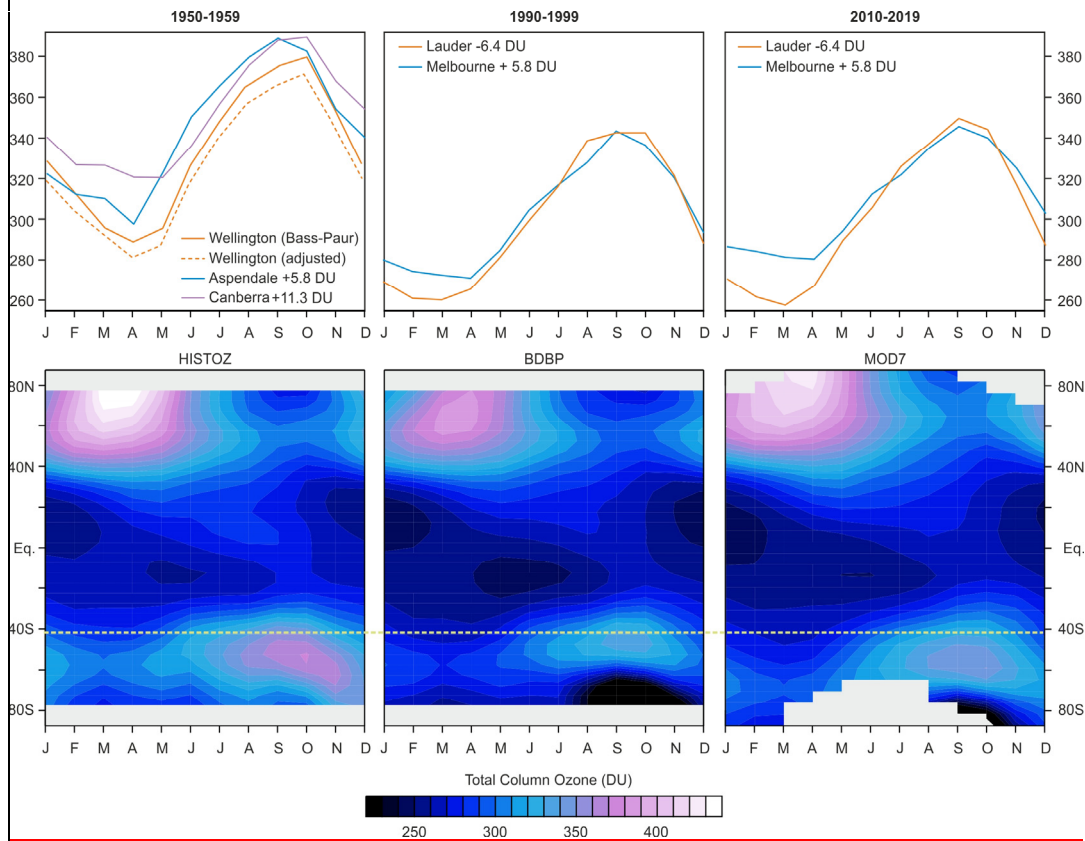 1950-1959
1990-1999
2010-2019
380
360
340
320
300
280
260
Wellington (Bass-Paur)
Wellington (adjusted)
Aspendale +5.8 DU
Canberra +11.3 DU
J F M A M J J A S O N D
Lauder -6.4 DU
Melbourne + 5.8 DU
J F M A M J J A S O N D
Lauder -6.4 DU
Melbourne + 5.8 DU
380
360
340
320
300
280
260
J F M A M J J A S O N D
HISTOZ
BDBP
MOD7
80N
40N
Eq.
40S
80S
J F M A M J J A S O N D
J F M A M J J A S O N D
80N
40N
Eq.
40S
80S
J F M A M J J A S O N D
Total Column Ozone (DU)
250 300 350 400